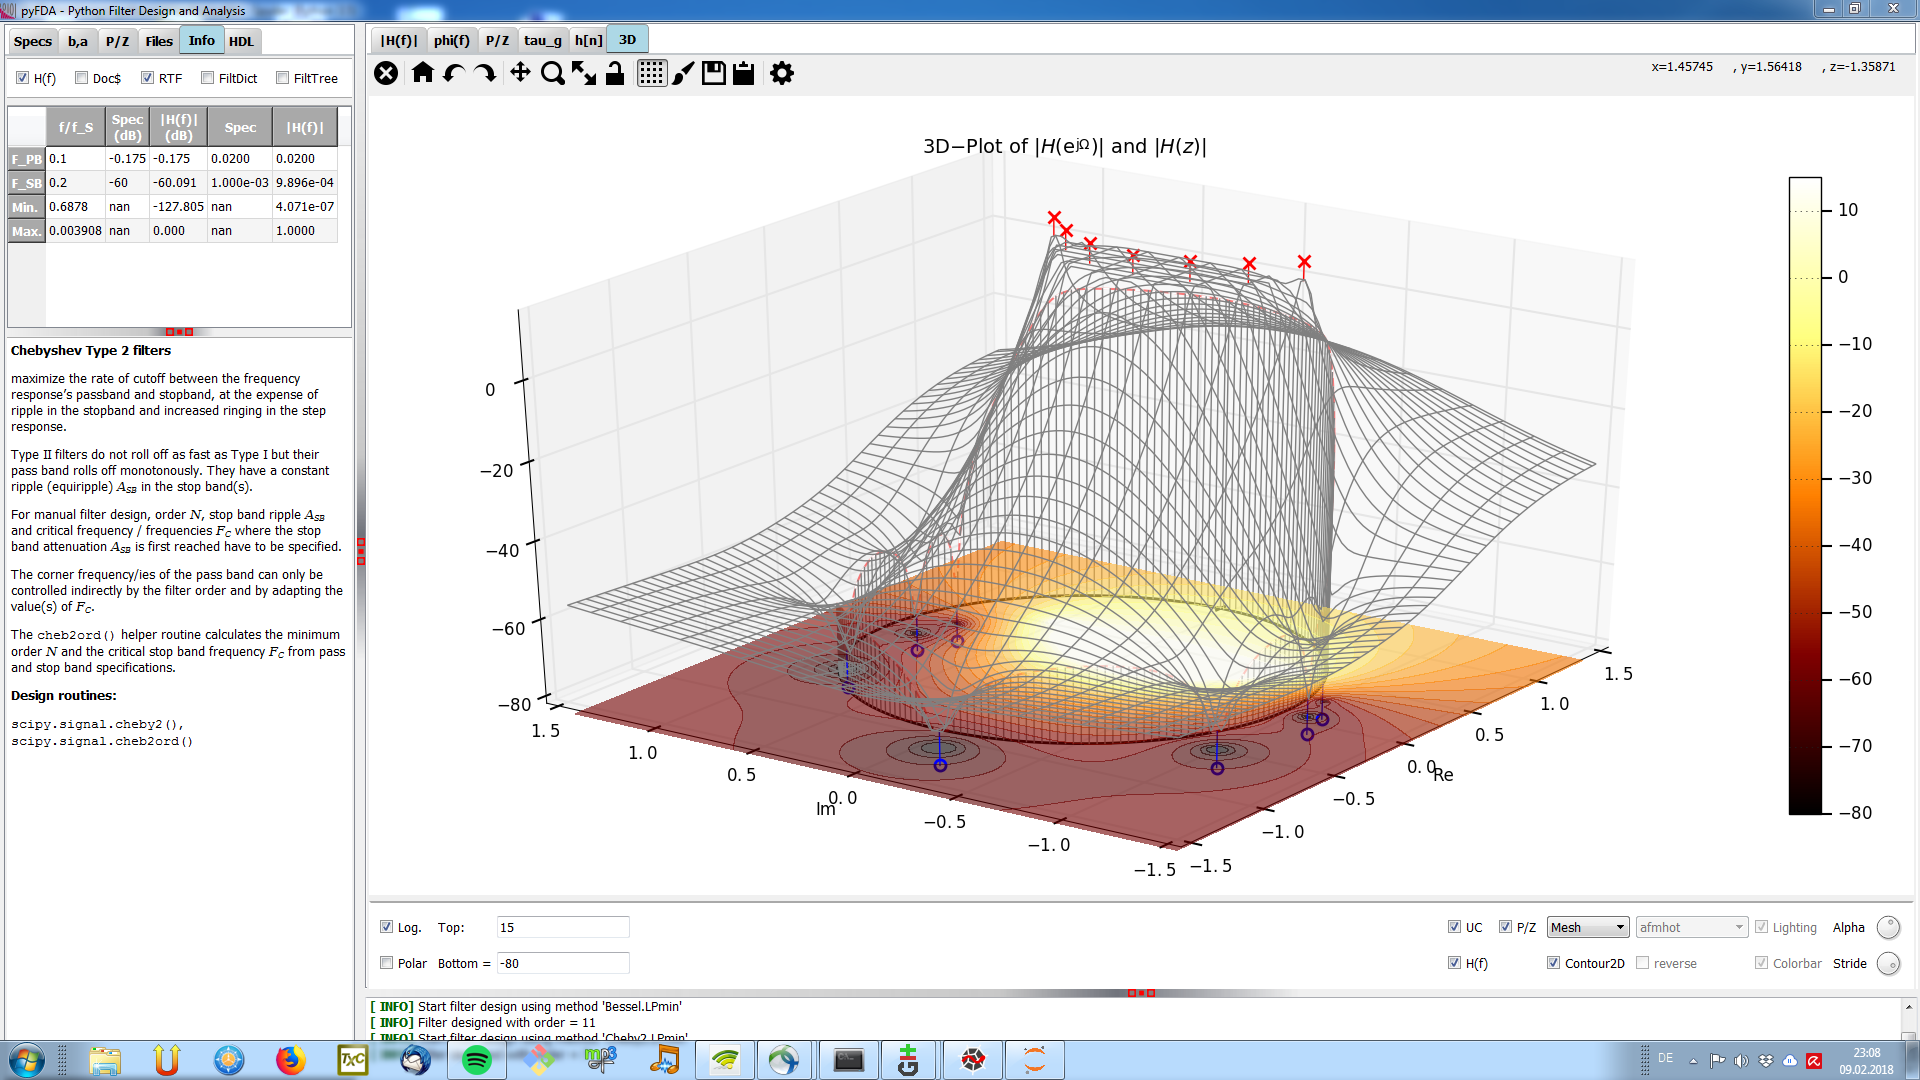 pyFDA - Python Filter Design and Analysis
Specs b,a P/Z Files Info HDL
H(f) Doc$ RTF FiltDict FiltTree
f/f_S Spec (dB) |H(f)| (dB) Spec |H(f)|
F_PB 0.1 -0.175 -0.175 0.0200 0.0200
F_SB 0.2 -60 -60.091 1.000e-03 9.896e-04
Min. 0.6878 nan -127.805 nan 4.071e-07
Max. 0.003908 nan 0.000 nan 1.0000
Chebyshev Type 2 filters
maximize the rate of cutoff between the frequency
response's passband and stopband, at the expense of
ripple in the stopband and increased ringing in the step
response.
Type II filters do not roll off as fast as Type I but their
pass band rolls off monotonously. They have a constant
ripple (equiripple) A_SB in the stop band(s).
For manual filter design, order N, stop band ripple A_SB
and critical frequency / frequencies F_C where the stop
band attenuation A_SB is first reached have to be specified.
The corner frequency/ies of the pass band can only be
controlled indirectly by the filter order and by adapting the
value(s) of F_C.
The cheb2ord() helper routine calculates the minimum
order N and the critical stop band frequency F_C from pass
and stop band specifications.
Design routines:
scipy.signal.cheby2(),
scipy.signal.cheb2ord()
|H(f)| phi(f) P/Z tau_g h[n] 3D
x=1.45745 , y=1.56418 , z=-1.35871
3D−Plot of |H(e^jΩ)| and |H(z)|
0
−20
−40
−60
−80
1.5
1.0
0.5
0.0
−0.5
−1.0
−1.5
Im
−1.5
−1.0
−0.5
0.0
0.5
1.0
1.5
Re
10
0
−10
−20
−30
−40
−50
−60
−70
−80
Log. Top: 15
Polar Bottom = -80
UC P/Z Mesh afmhot Lighting Alpha
H(f) Contour2D reverse Colorbar Stride
[ INFO] Start filter design using method 'Bessel.LPmin'
[ INFO] Filter designed with order = 11
[ INFO] Start filter design using method 'Cheby2.LPmin'
TXC
mp3
DE
23:08
09.02.2018